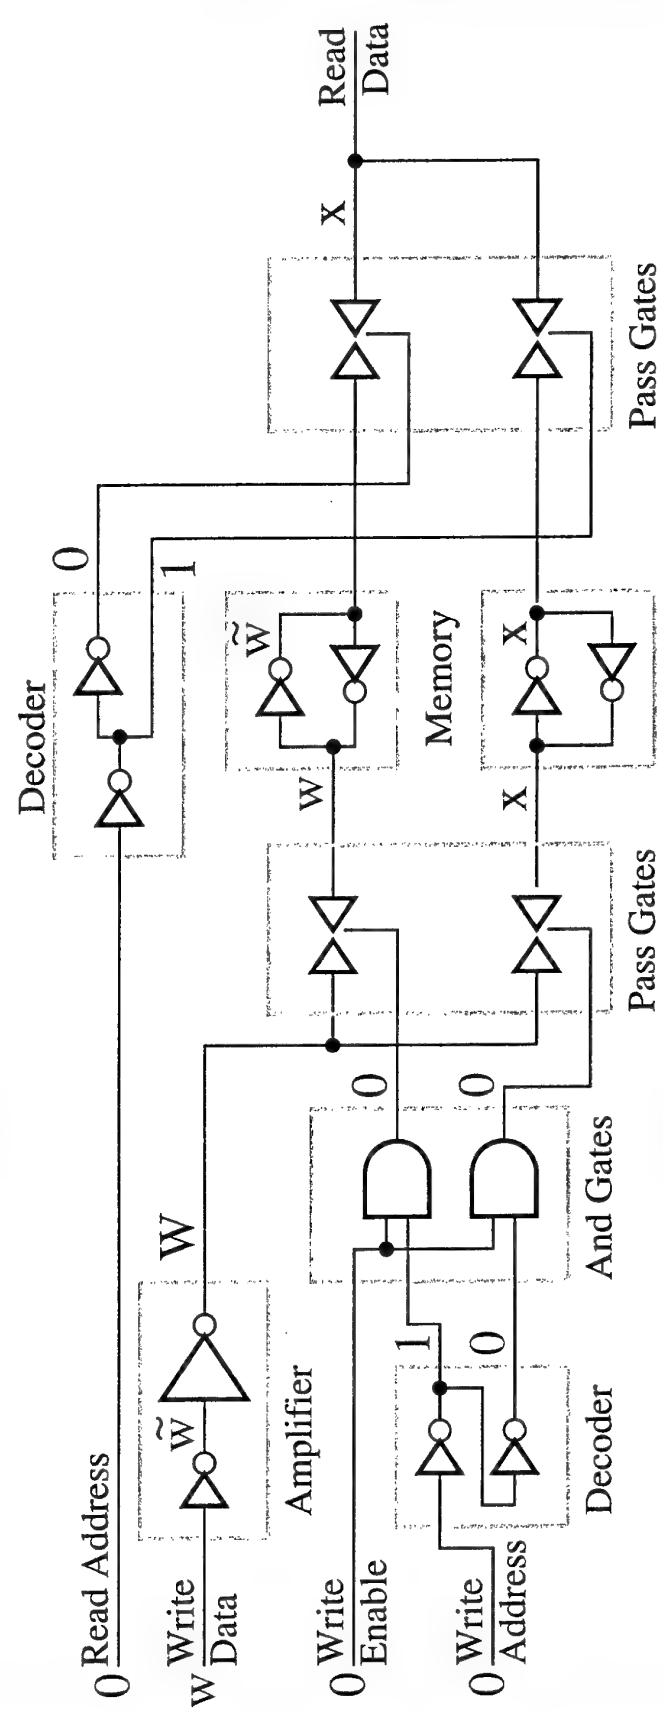 Decoder
0
1
0 Read Address
w Write
Data
w̃
W
Amplifier
w
w̃
x
Read
Data
0 Write
Enable
0
0
Memory
1
0
0 Write
Address
x
x
Decoder
And Gates
Pass Gates
Pass Gates